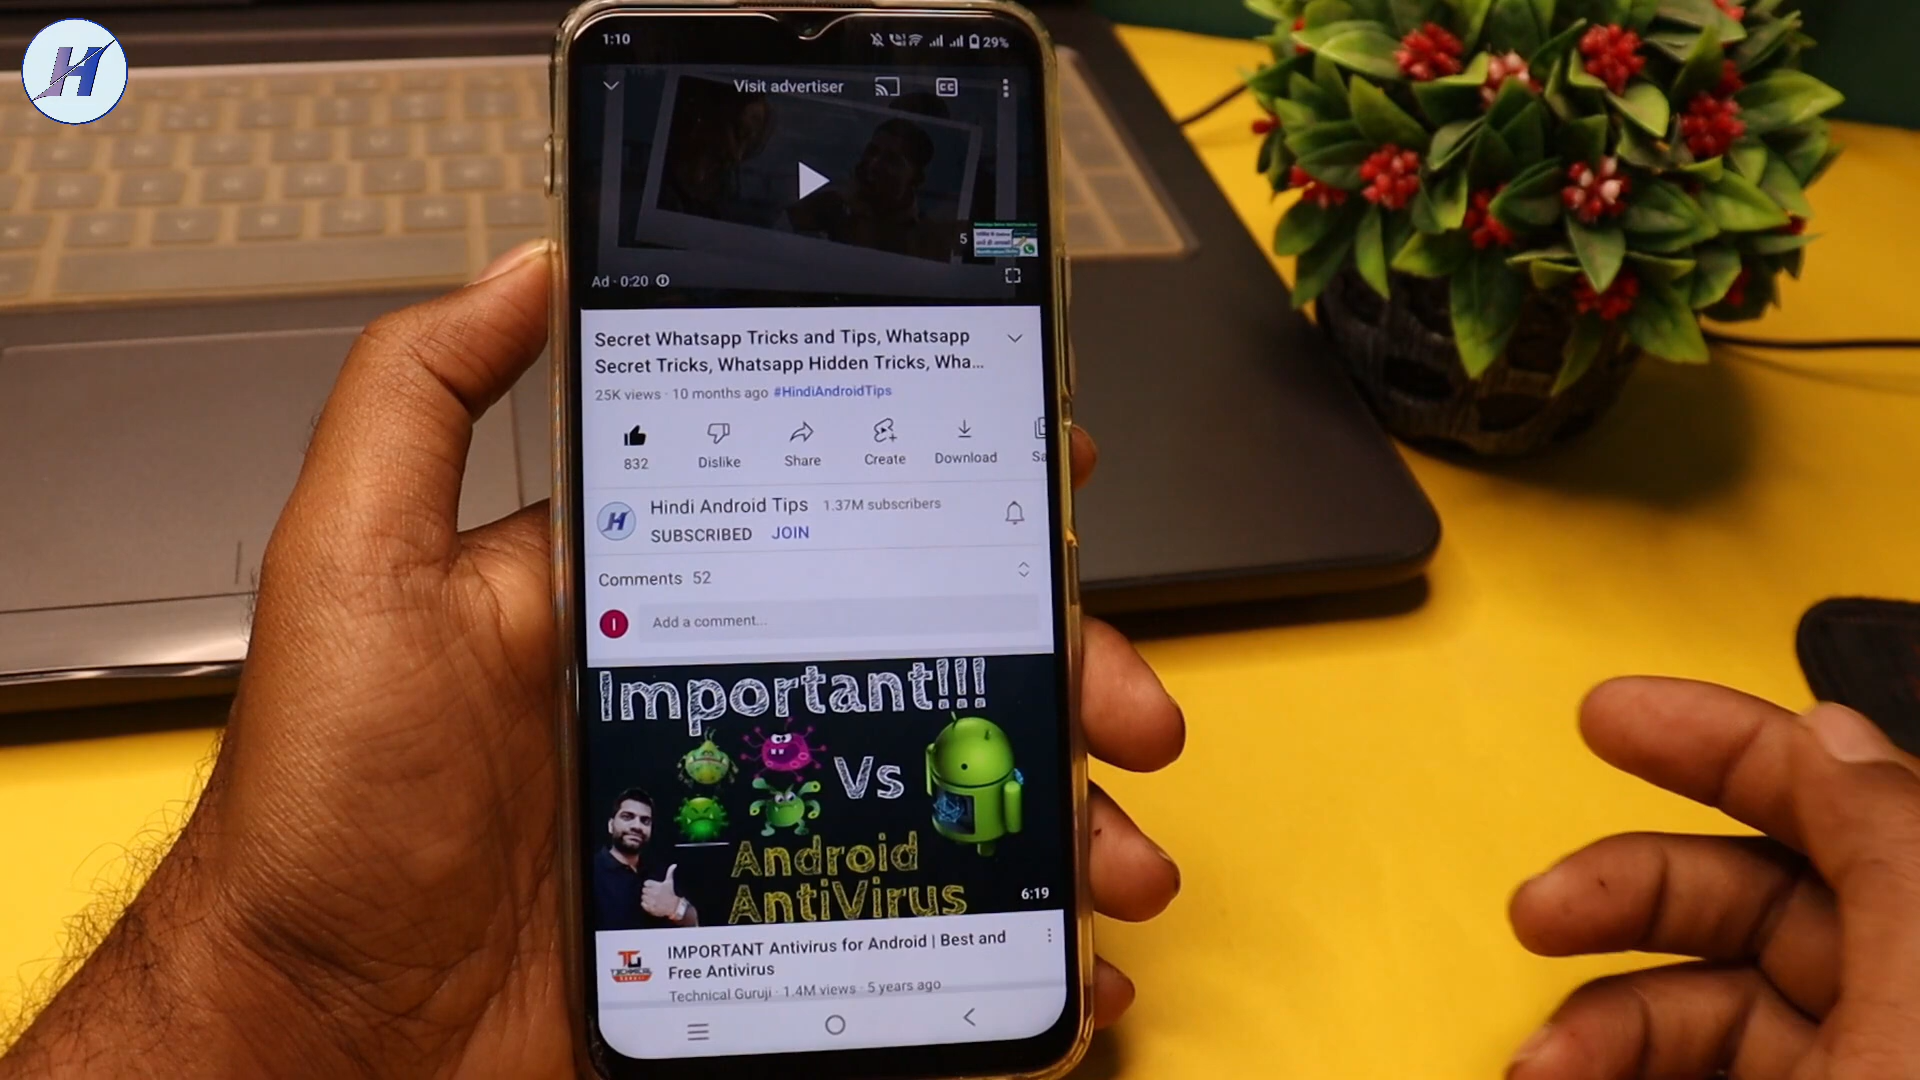 H
1:10
29%
Visit advertiser
CC
5
Ad · 0:20
Secret Whatsapp Tricks and Tips, Whatsapp
Secret Tricks, Whatsapp Hidden Tricks, Wha...
25K views · 10 months ago #HindiAndroidTips
832
Dislike
Share
Create
Download
Sa
H
Hindi Android Tips 1.37M subscribers
SUBSCRIBED JOIN
Comments 52
I
Add a comment...
Important!!!
Vs
Android
AntiVirus
6:19
TG
IMPORTANT Antivirus for Android | Best and
Free Antivirus
Technical Guruji · 1.4M views · 5 years ago